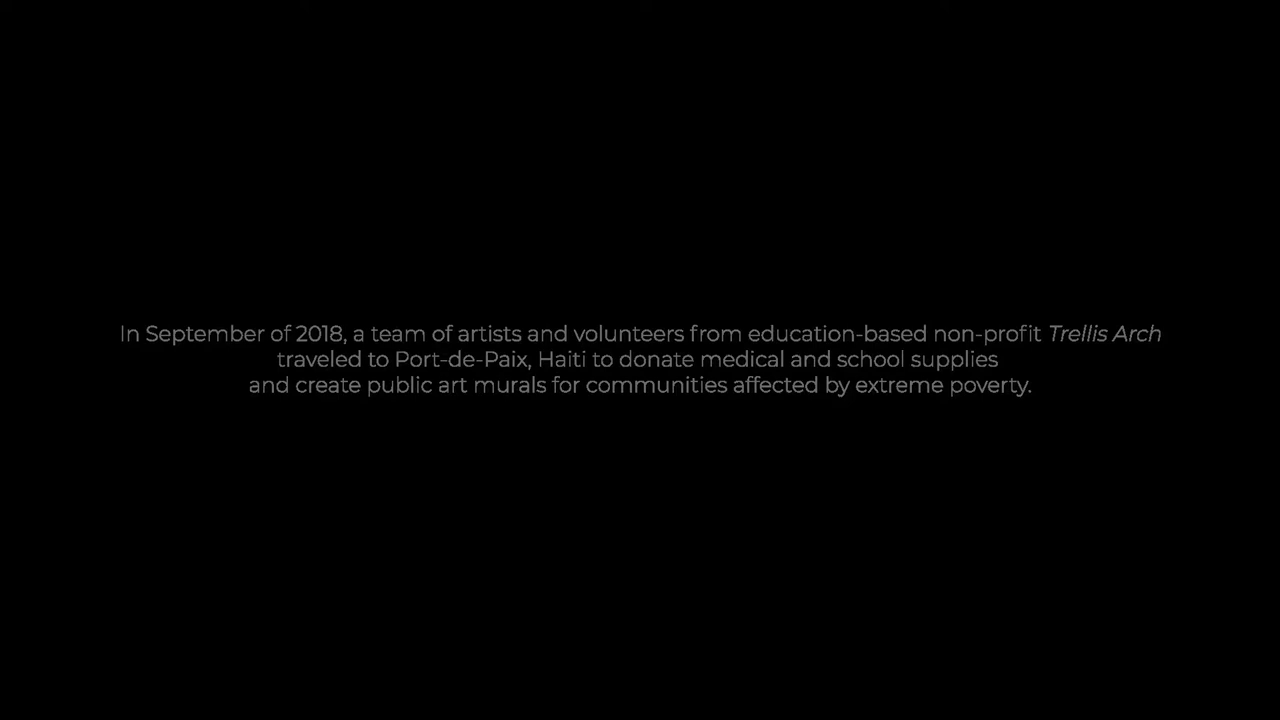 In September of 2018, a team of artists and volunteers from education-based non-profit Trellis Arch
traveled to Port-de-Paix, Haiti to donate medical and school supplies
and create public art murals for communities affected by extreme poverty.